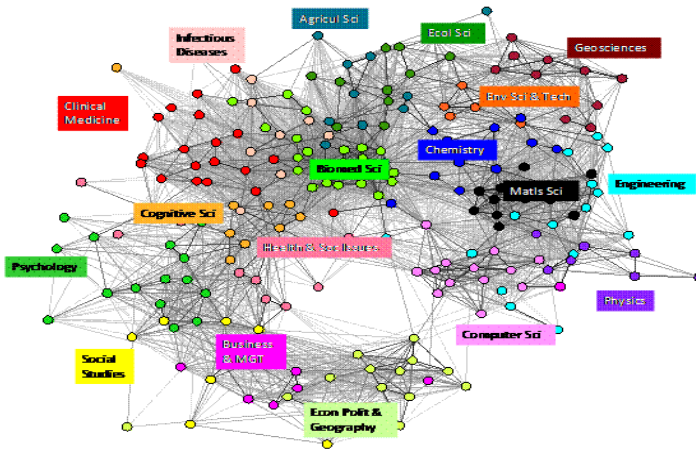 Agricul Sci
Ecol Sci
Infectious
Diseases
Geosciences
Env Sci & Tech
Clinical
Medicine
Chemistry
Biomed Sci
Matls Sci
Engineering
Cognitive Sci
Health & Soc Issues
Psychology
Physics
Computer Sci
Business
& MGT
Social
Studies
Econ Polit &
Geography